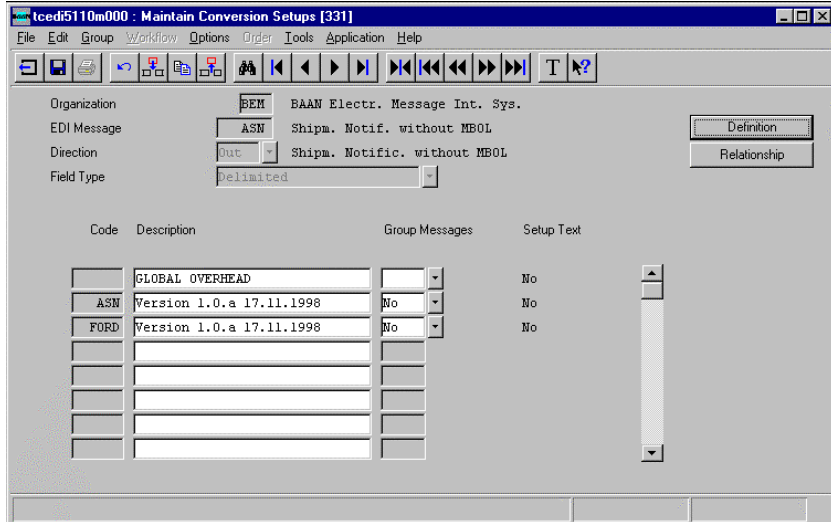 tcedi5110m000 : Maintain Conversion Setups [331]
File Edit Group Workflow Options Order Tools Application Help
T ?
Organization BEM BAAN Electr. Message Int. Sys.
EDI Message ASN Shipm. Notif. without MBOL Definition
Direction Out Shipm. Notific. without MBOL Relationship
Field Type Delimited
Code Description Group Messages Setup Text
GLOBAL OVERHEAD No
ASN Version 1.0.a 17.11.1998 No No
FORD Version 1.0.a 17.11.1998 No No